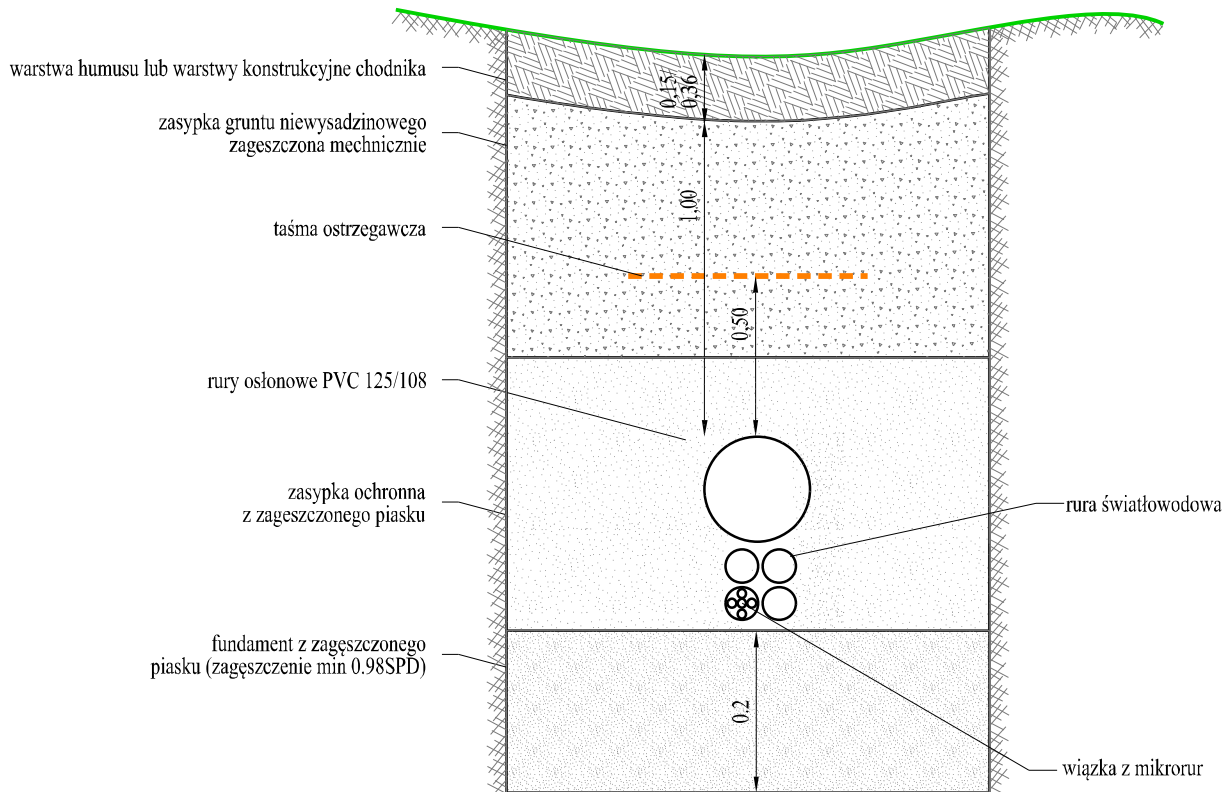 warstwa humusu lub warstwy konstrukcyjne chodnika
0,15
0,36
zasypka gruntu niewysadzinowego
zageszczona mechnicznie
1,00
taśma ostrzegawcza
0,50
rury osłonowe PVC 125/108
zasypka ochronna
z zageszczonego piasku
rura światłowodowa
fundament z zagęszczonego
piasku (zagęszczenie min 0.98SPD)
0.2
wiązka z mikrorur